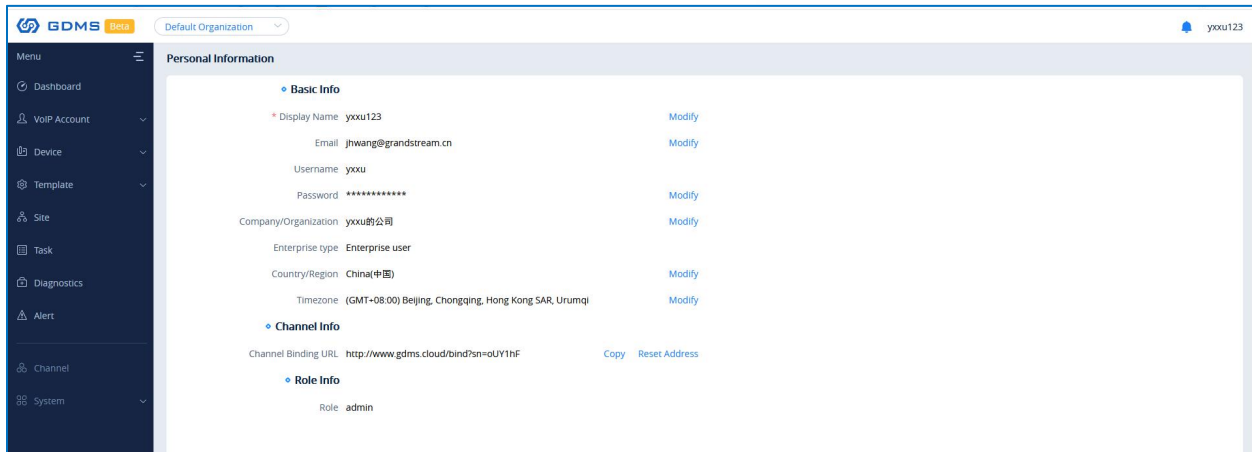 GDMS Beta Default Organization yxxu123
Menu
Dashboard
VoIP Account
Device
Template
Site
Task
Diagnostics
Alert
Channel
System
Personal Information
Basic Info
* Display Name yxxu123 Modify
Email jhwang@grandstream.cn Modify
Username yxxu
Password ************ Modify
Company/Organization yxxu的公司 Modify
Enterprise type Enterprise user
Country/Region China(中国) Modify
Timezone (GMT+08:00) Beijing, Chongqing, Hong Kong SAR, Urumqi Modify
Channel Info
Channel Binding URL http://www.gdms.cloud/bind?sn=oUY1hF Copy Reset Address
Role Info
Role admin